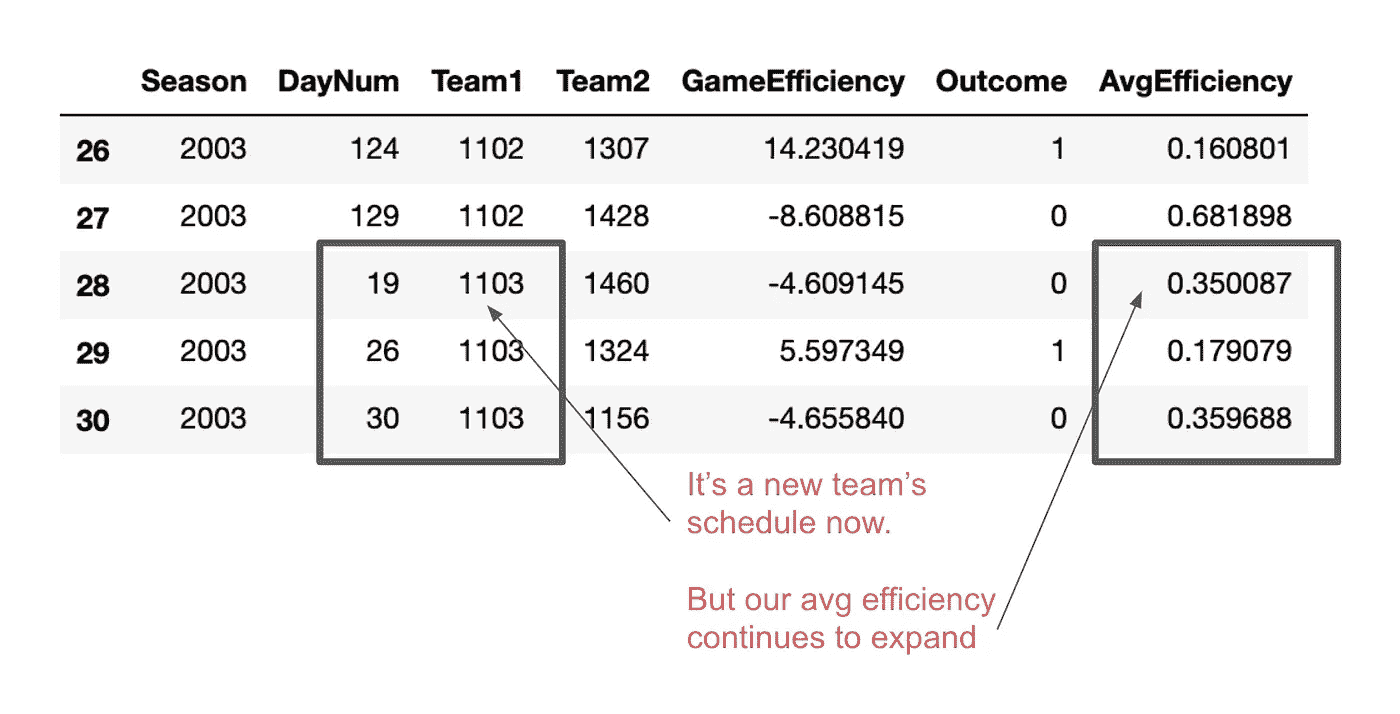 Season DayNum Team1 Team2 GameEfficiency Outcome AvgEfficiency
26 2003 124 1102 1307 14.230419 1 0.160801
27 2003 129 1102 1428 -8.608815 0 0.681898
28 2003 19 1103 1460 -4.609145 0 0.350087
29 2003 26 1103 1324 5.597349 1 0.179079
30 2003 30 1103 1156 -4.655840 0 0.359688
It’s a new team’s
schedule now.
But our avg efficiency
continues to expand